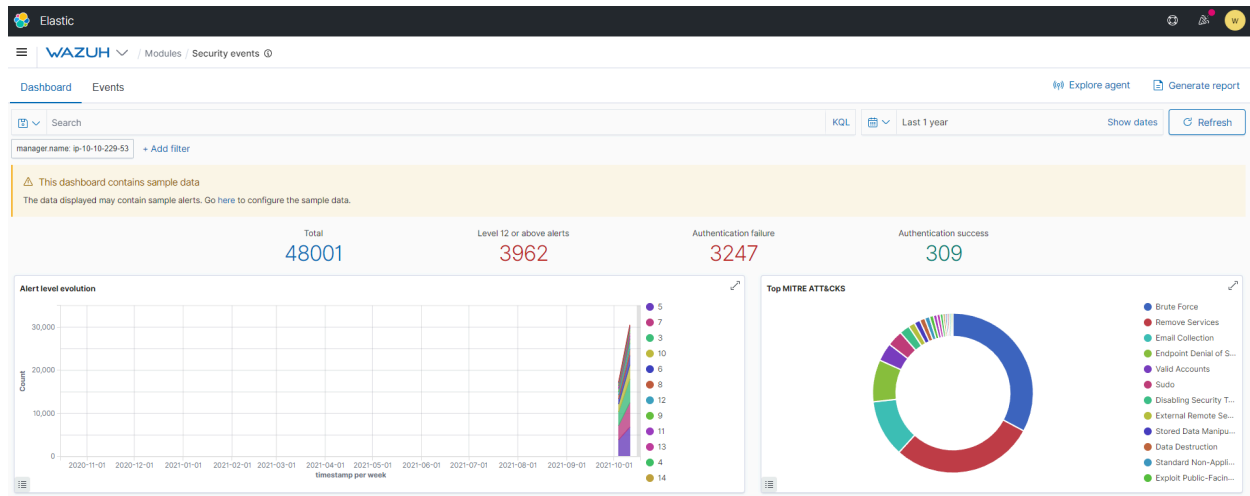 Elastic
W
WAZUH / Modules / Security events
Dashboard Events Explore agent Generate report
Search KQL Last 1 year Show dates Refresh
manager.name: ip-10-10-229-53 + Add filter
This dashboard contains sample data
The data displayed may contain sample alerts. Go here to configure the sample data.
Total Level 12 or above alerts Authentication failure Authentication success
48001 3962 3247 309
Alert level evolution
30,000
20,000
10,000
0
Count
2020-11-01 2020-12-01 2021-01-01 2021-02-01 2021-03-01 2021-04-01 2021-05-01 2021-06-01 2021-07-01 2021-08-01 2021-09-01 2021-10-01
timestamp per week
5
7
3
10
6
8
12
9
11
13
4
14
Top MITRE ATT&CKS
Brute Force
Remove Services
Email Collection
Endpoint Denial of S...
Valid Accounts
Sudo
Disabling Security T...
External Remote Se...
Stored Data Manipu...
Data Destruction
Standard Non-Appli...
Exploit Public-Facin...